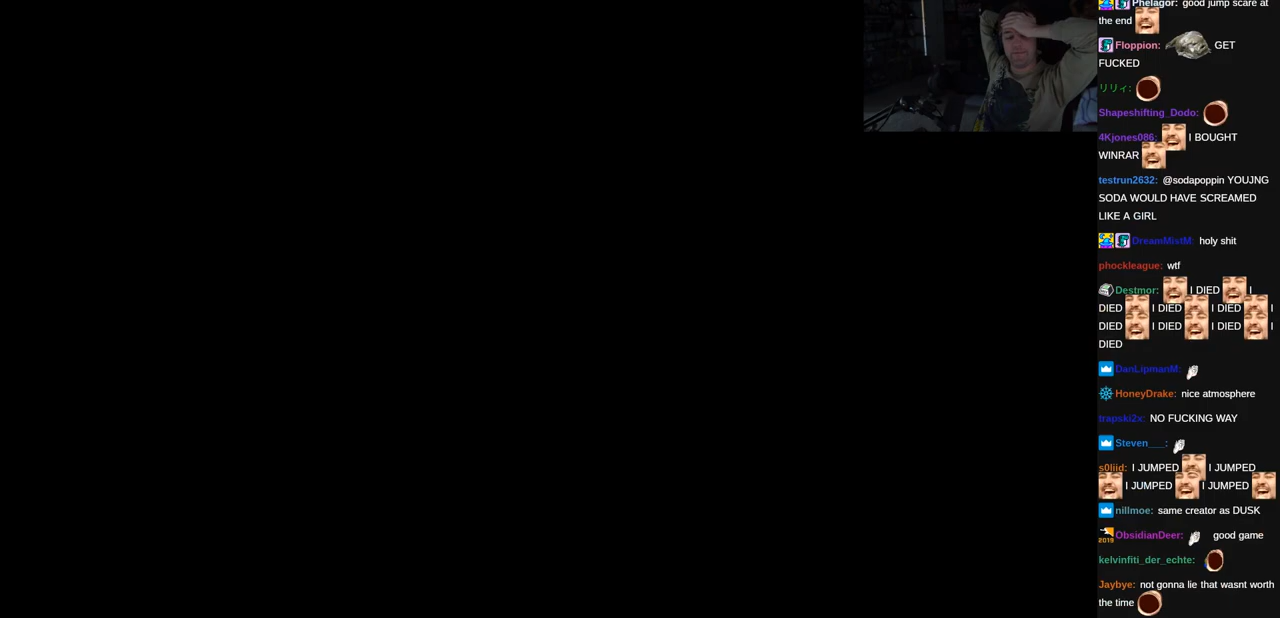 Phelagor: good jump scare at
the end
Floppion: GET
FUCKED
リリィ:
Shapeshifting_Dodo:
4Kjones086: I BOUGHT
WINRAR
testrun2632: @sodapoppin YOUJNG
SODA WOULD HAVE SCREAMED
LIKE A GIRL
DreamMistM: holy shit
phockleague: wtf
Destmor: I DIED I
DIED I DIED I DIED I
DIED I DIED I DIED I
DIED
DanLipmanM:
HoneyDrake: nice atmosphere
trapski2x: NO FUCKING WAY
Steven___:
s0liid: I JUMPED I JUMPED
I JUMPED I JUMPED
nillmoe: same creator as DUSK
2019 ObsidianDeer: good game
kelvinfiti_der_echte:
Jaybye: not gonna lie that wasnt worth
the time